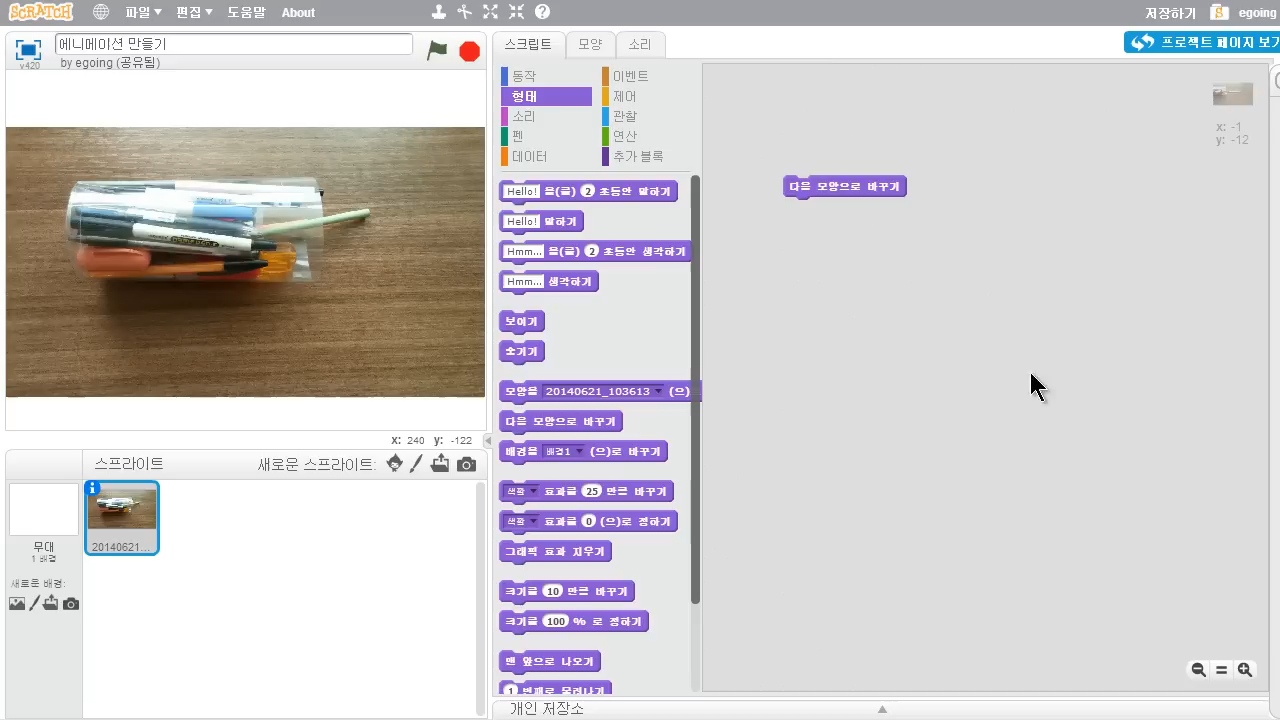 SCRATCH 파일▼ 편집▼ 도움말 About 저장하기 egoing
v420
에니메이션 만들기
by egoing (공유됨)
스크립트 모양 소리
프로젝트 페이지 보기
동작 이벤트
형태 제어
소리 관찰
펜 연산
데이터 추가 블록
x: -1
y: -12
다음 모양으로 바꾸기
Hello! 을(를) 2 초동안 말하기
Hello! 말하기
Hmm... 을(를) 2 초동안 생각하기
Hmm... 생각하기
보이기
숨기기
모양을 20140621_103613 (으)
다음 모양으로 바꾸기
배경을 배경1 (으)로 바꾸기
색깔 효과를 25 만큼 바꾸기
색깔 효과를 0 (으)로 정하기
그래픽 효과 지우기
크기를 10 만큼 바꾸기
크기를 100 % 로 정하기
맨 앞으로 나오기
1 번째로 물러나기
x: 240 y: -122
스프라이트 새로운 스프라이트:
무대
1 배경
새로운 배경:
20140621...
개인 저장소